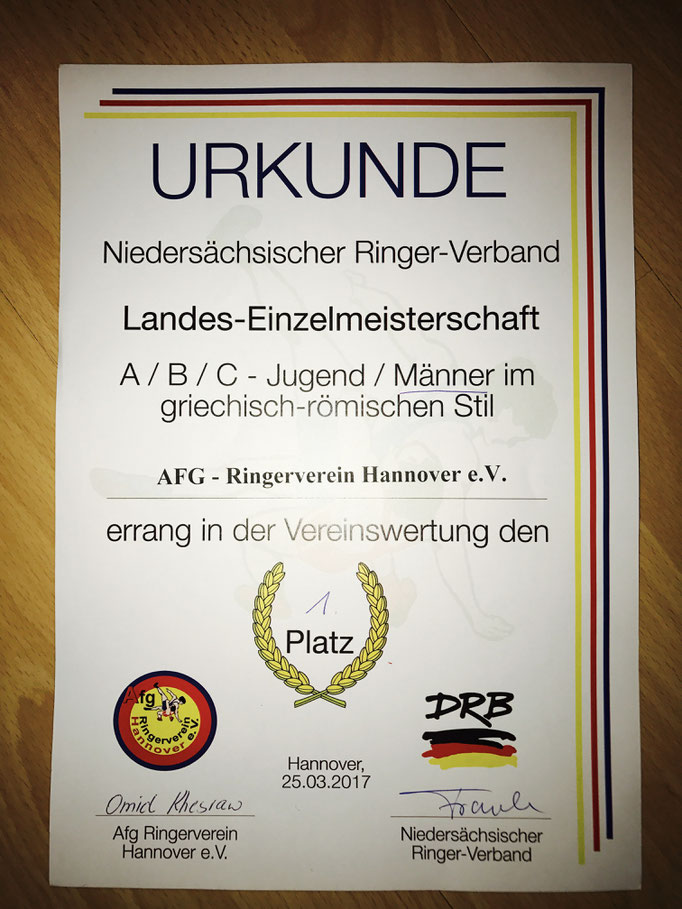 URKUNDE
Niedersächsischer Ringer-Verband
Landes-Einzelmeisterschaft
A / B / C - Jugend / Männer im
griechisch-römischen Stil
AFG - Ringerverein Hannover e.V.
errang in der Vereinswertung den
1.
Platz
Afg
Ringerverein
Hannover e.V.
DRB
Hannover,
25.03.2017
Omid Khesraw
Afg Ringerverein
Hannover e.V.
Niedersächsischer
Ringer-Verband